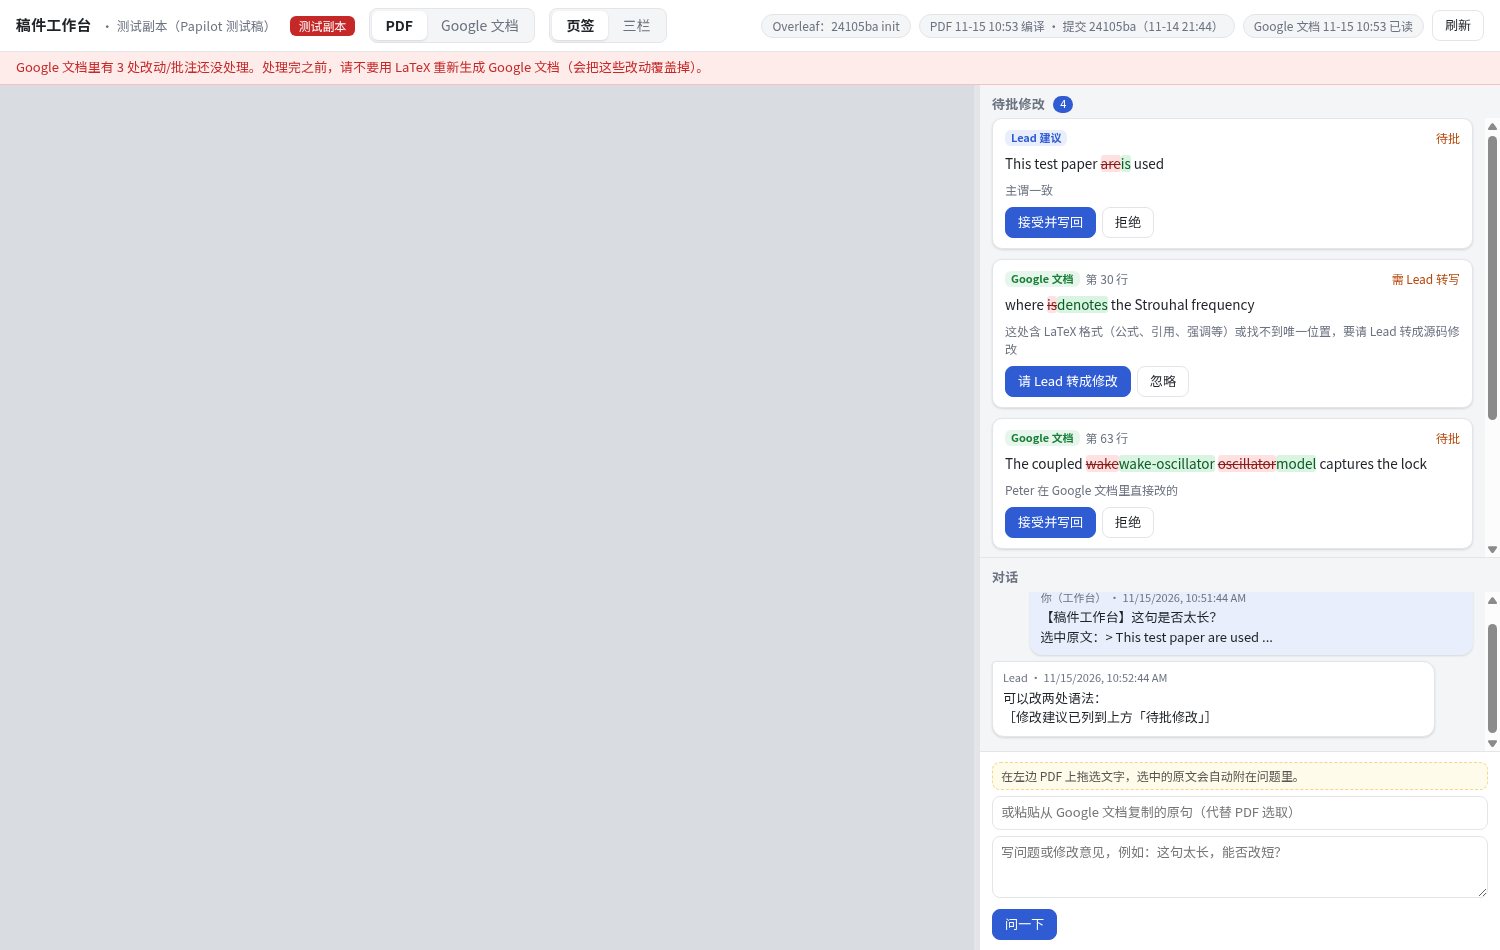 稿件工作台 · 测试副本（Papilot 测试稿） 测试副本 PDF Google 文档 页签 三栏 Overleaf：24105ba init PDF 11-15 10:53 编译 · 提交 24105ba（11-14 21:44） Google 文档 11-15 10:53 已读 刷新
Google 文档里有 3 处改动/批注还没处理。处理完之前，请不要用 LaTeX 重新生成 Google 文档（会把这些改动覆盖掉）。
待批修改 4
Lead 建议 待批
This test paper areis used
主谓一致
接受并写回 拒绝
Google 文档 第 30 行 需 Lead 转写
where isdenotes the Strouhal frequency
这处含 LaTeX 格式（公式、引用、强调等）或找不到唯一位置，要请 Lead 转成源码修
改
请 Lead 转成修改 忽略
Google 文档 第 63 行 待批
The coupled wakewake-oscillator oscillatormodel captures the lock
Peter 在 Google 文档里直接改的
接受并写回 拒绝
对话
你（工作台） · 11/15/2026, 10:51:44 AM
【稿件工作台】这句是否太长？
选中原文：> This test paper are used ...
Lead · 11/15/2026, 10:52:44 AM
可以改两处语法：
［修改建议已列到上方「待批修改」］
在左边 PDF 上拖选文字，选中的原文会自动附在问题里。
或粘贴从 Google 文档复制的原句（代替 PDF 选取）
写问题或修改意见，例如：这句太长，能否改短？
问一下